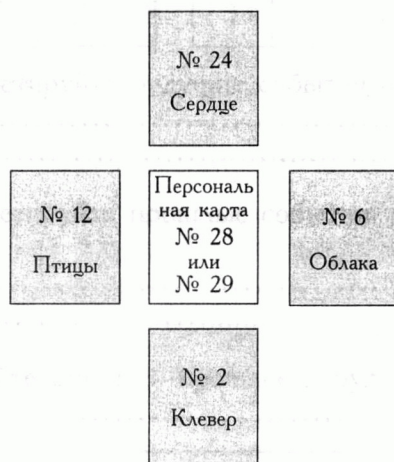 № 24
Сердце
№ 12
Птицы
Персональ
ная карта
№ 28
или
№ 29
№ 6
Облака
№ 2
Клевер